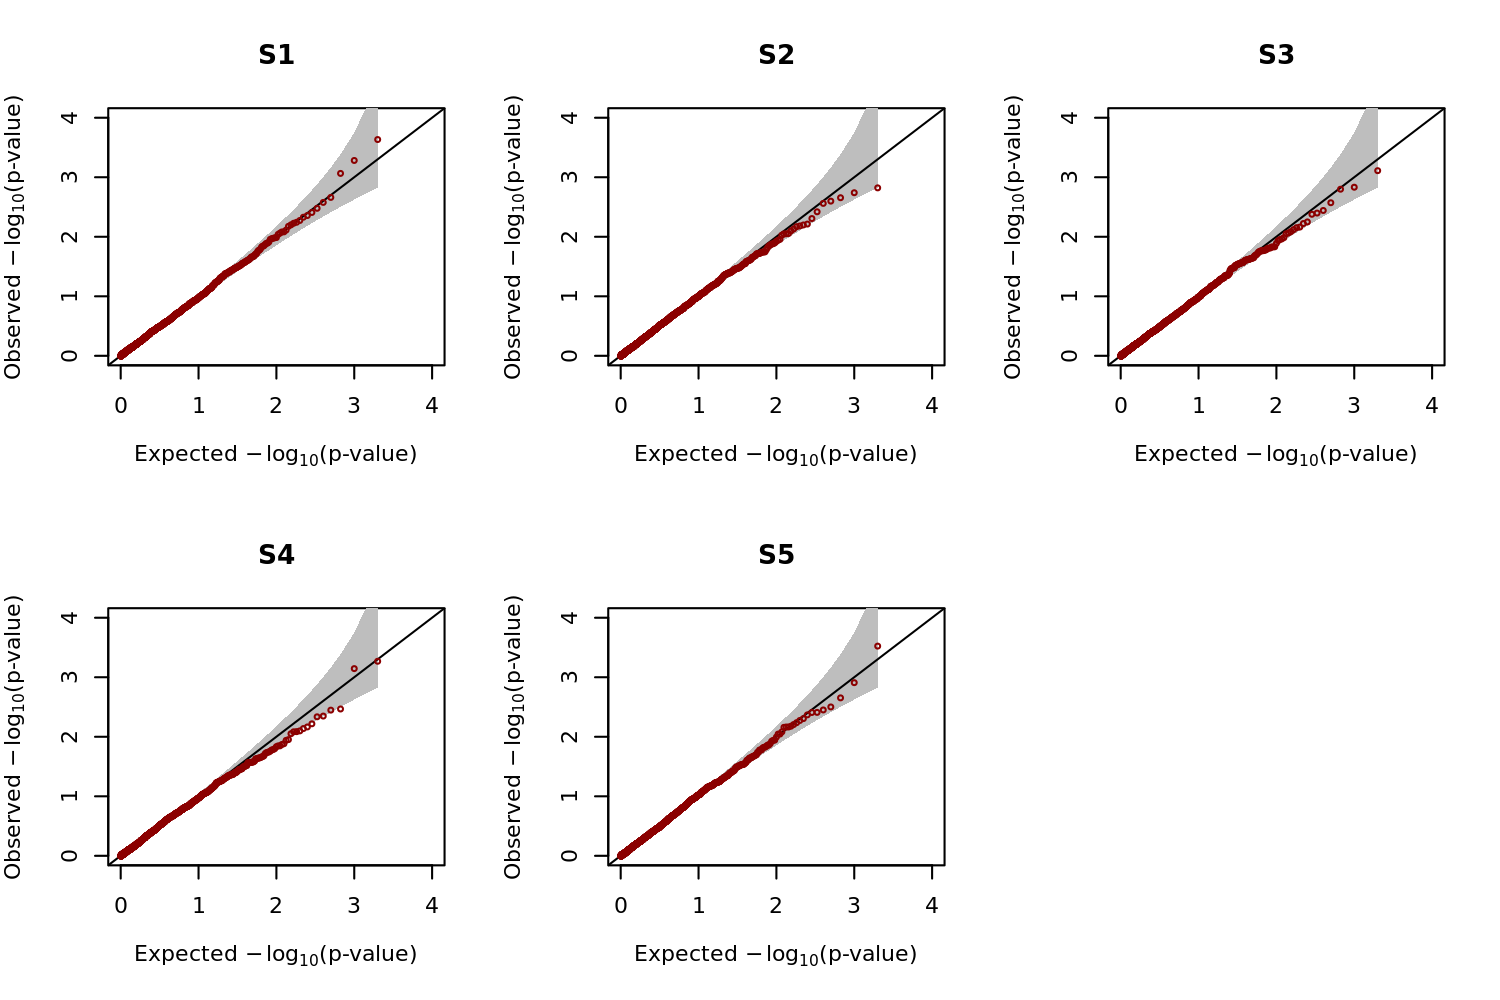 S1
4
3
2
1
0
Observed −log10(p-value)
0 1 2 3 4
Expected −log10(p-value)
S2
4
3
2
1
0
Observed −log10(p-value)
0 1 2 3 4
Expected −log10(p-value)
S3
4
3
2
1
0
Observed −log10(p-value)
0 1 2 3 4
Expected −log10(p-value)
S4
4
3
2
1
0
Observed −log10(p-value)
0 1 2 3 4
Expected −log10(p-value)
S5
4
3
2
1
0
Observed −log10(p-value)
0 1 2 3 4
Expected −log10(p-value)